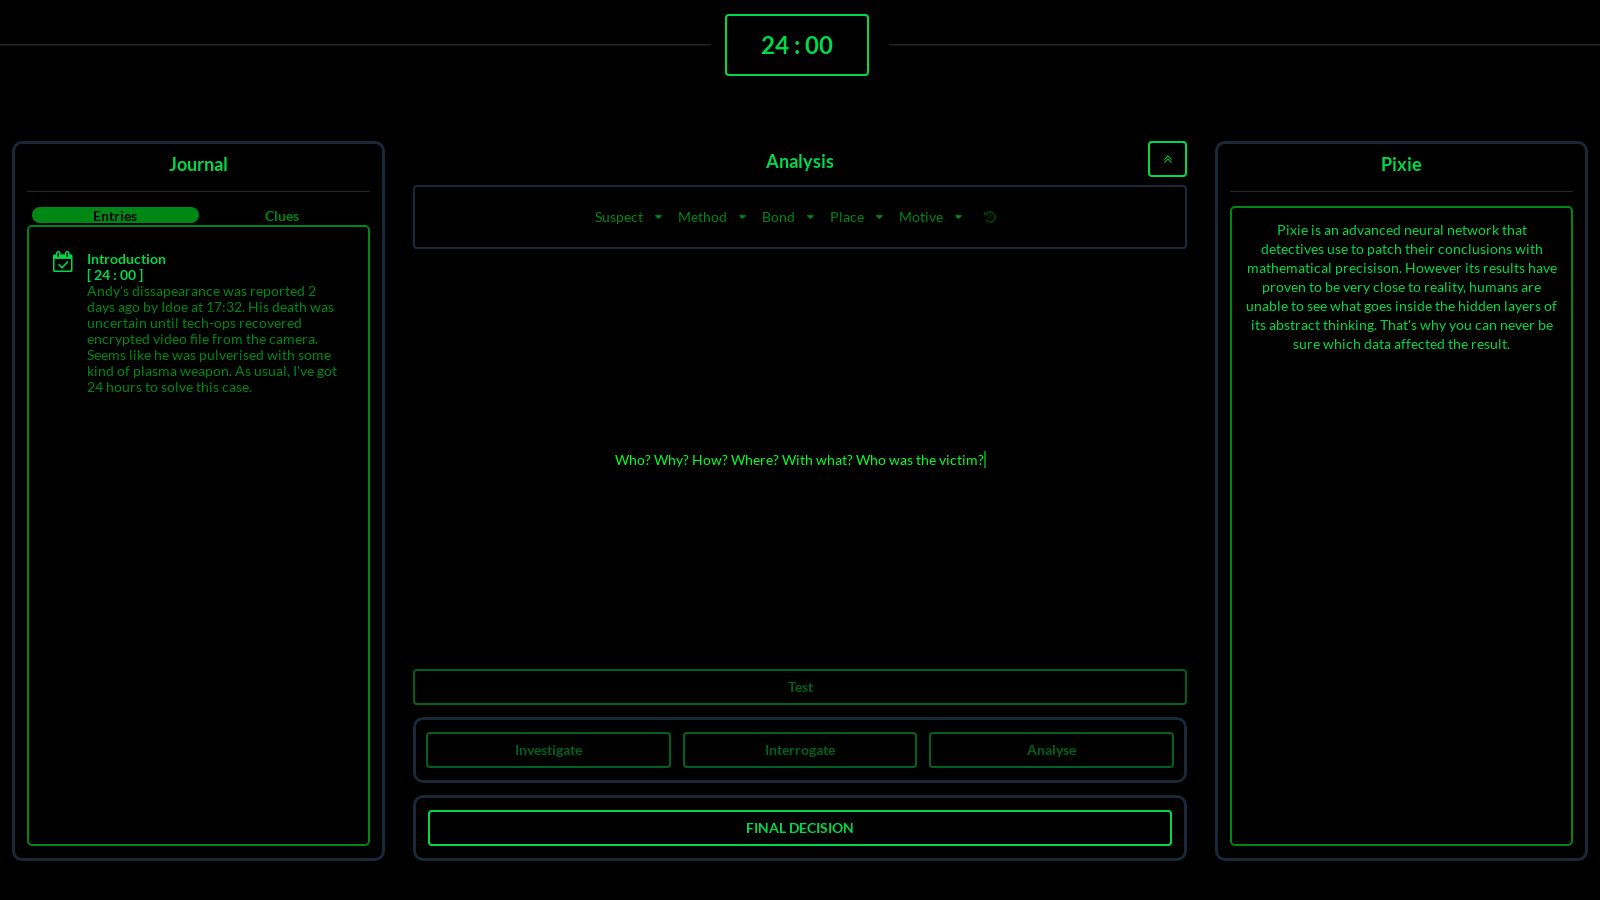 24 : 00
Journal
Entries
Clues
Introduction
[ 24 : 00 ]
Andy's dissapearance was reported 2
days ago by Idoe at 17:32. His death was
uncertain until tech-ops recovered
encrypted video file from the camera.
Seems like he was pulverised with some
kind of plasma weapon. As usual, I've got
24 hours to solve this case.
Analysis
Suspect
Method
Bond
Place
Motive
Who? Why? How? Where? With what? Who was the victim?
Test
Investigate
Interrogate
Analyse
FINAL DECISION
Pixie
Pixie is an advanced neural network that
detectives use to patch their conclusions with
mathematical precisison. However its results have
proven to be very close to reality, humans are
unable to see what goes inside the hidden layers of
its abstract thinking. That's why you can never be
sure which data affected the result.